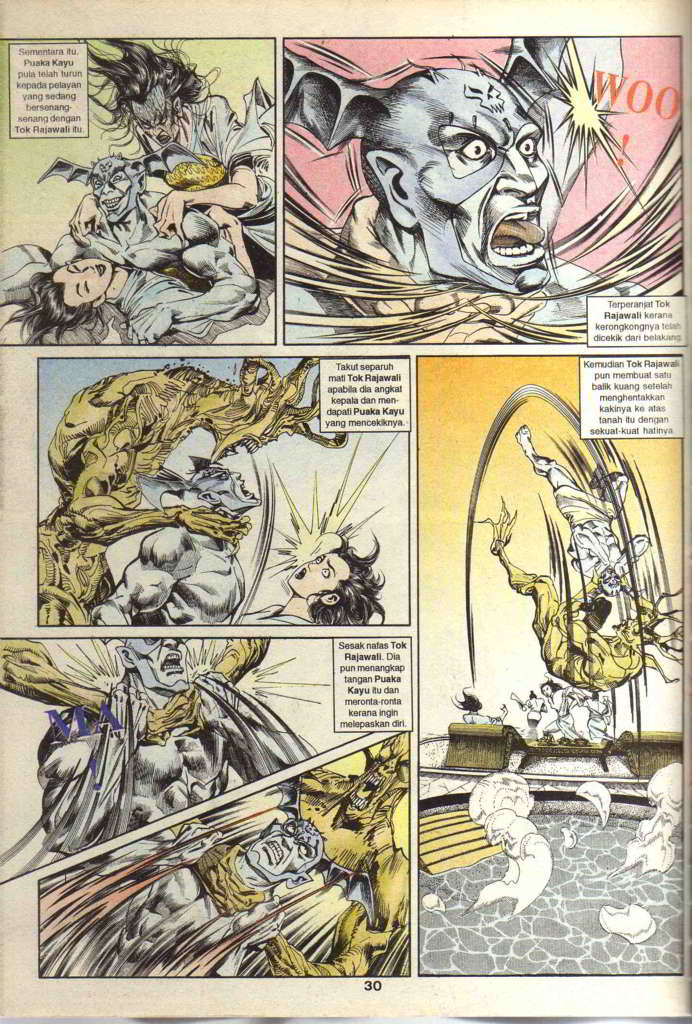 Sementara itu,
Puaka Kayu
pula telah turun
kepada pelayan
yang sedang
bersenang-
senang dengan
Tok Rajawali itu.
WOO
!
Terperanjat Tok
Rajawali kerana
kerongkongnya telah
dicekik dari belakang.
Takut separuh
mati Tok Rajawali
apabila dia angkat
kepala dan men-
dapati Puaka Kayu
yang mencekiknya.
Kemudian Tok Rajawali
pun membuat satu
balik kuang setelah
menghentakkan
kakinya ke atas
tanah itu dengan
sekuat-kuat hatinya.
Sesak nafas Tok
Rajawali. Dia
pun menangkap
tangan Puaka
Kayu itu dan
meronta-ronta
kerana ingin
melepaskan diri.
MA
!
30